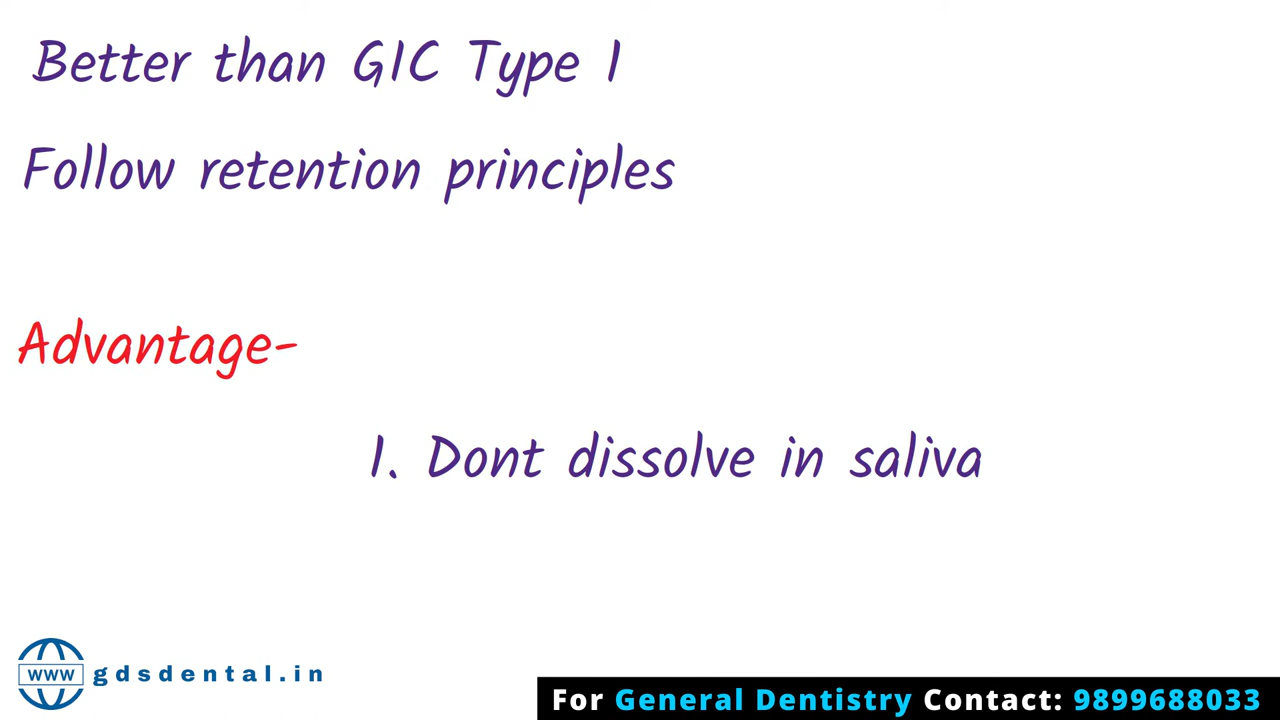 Better than GIC Type 1
Follow retention principles
Advantage-
1. Dont dissolve in saliva
www gdsdental.in
For General Dentistry Contact: 9899688033